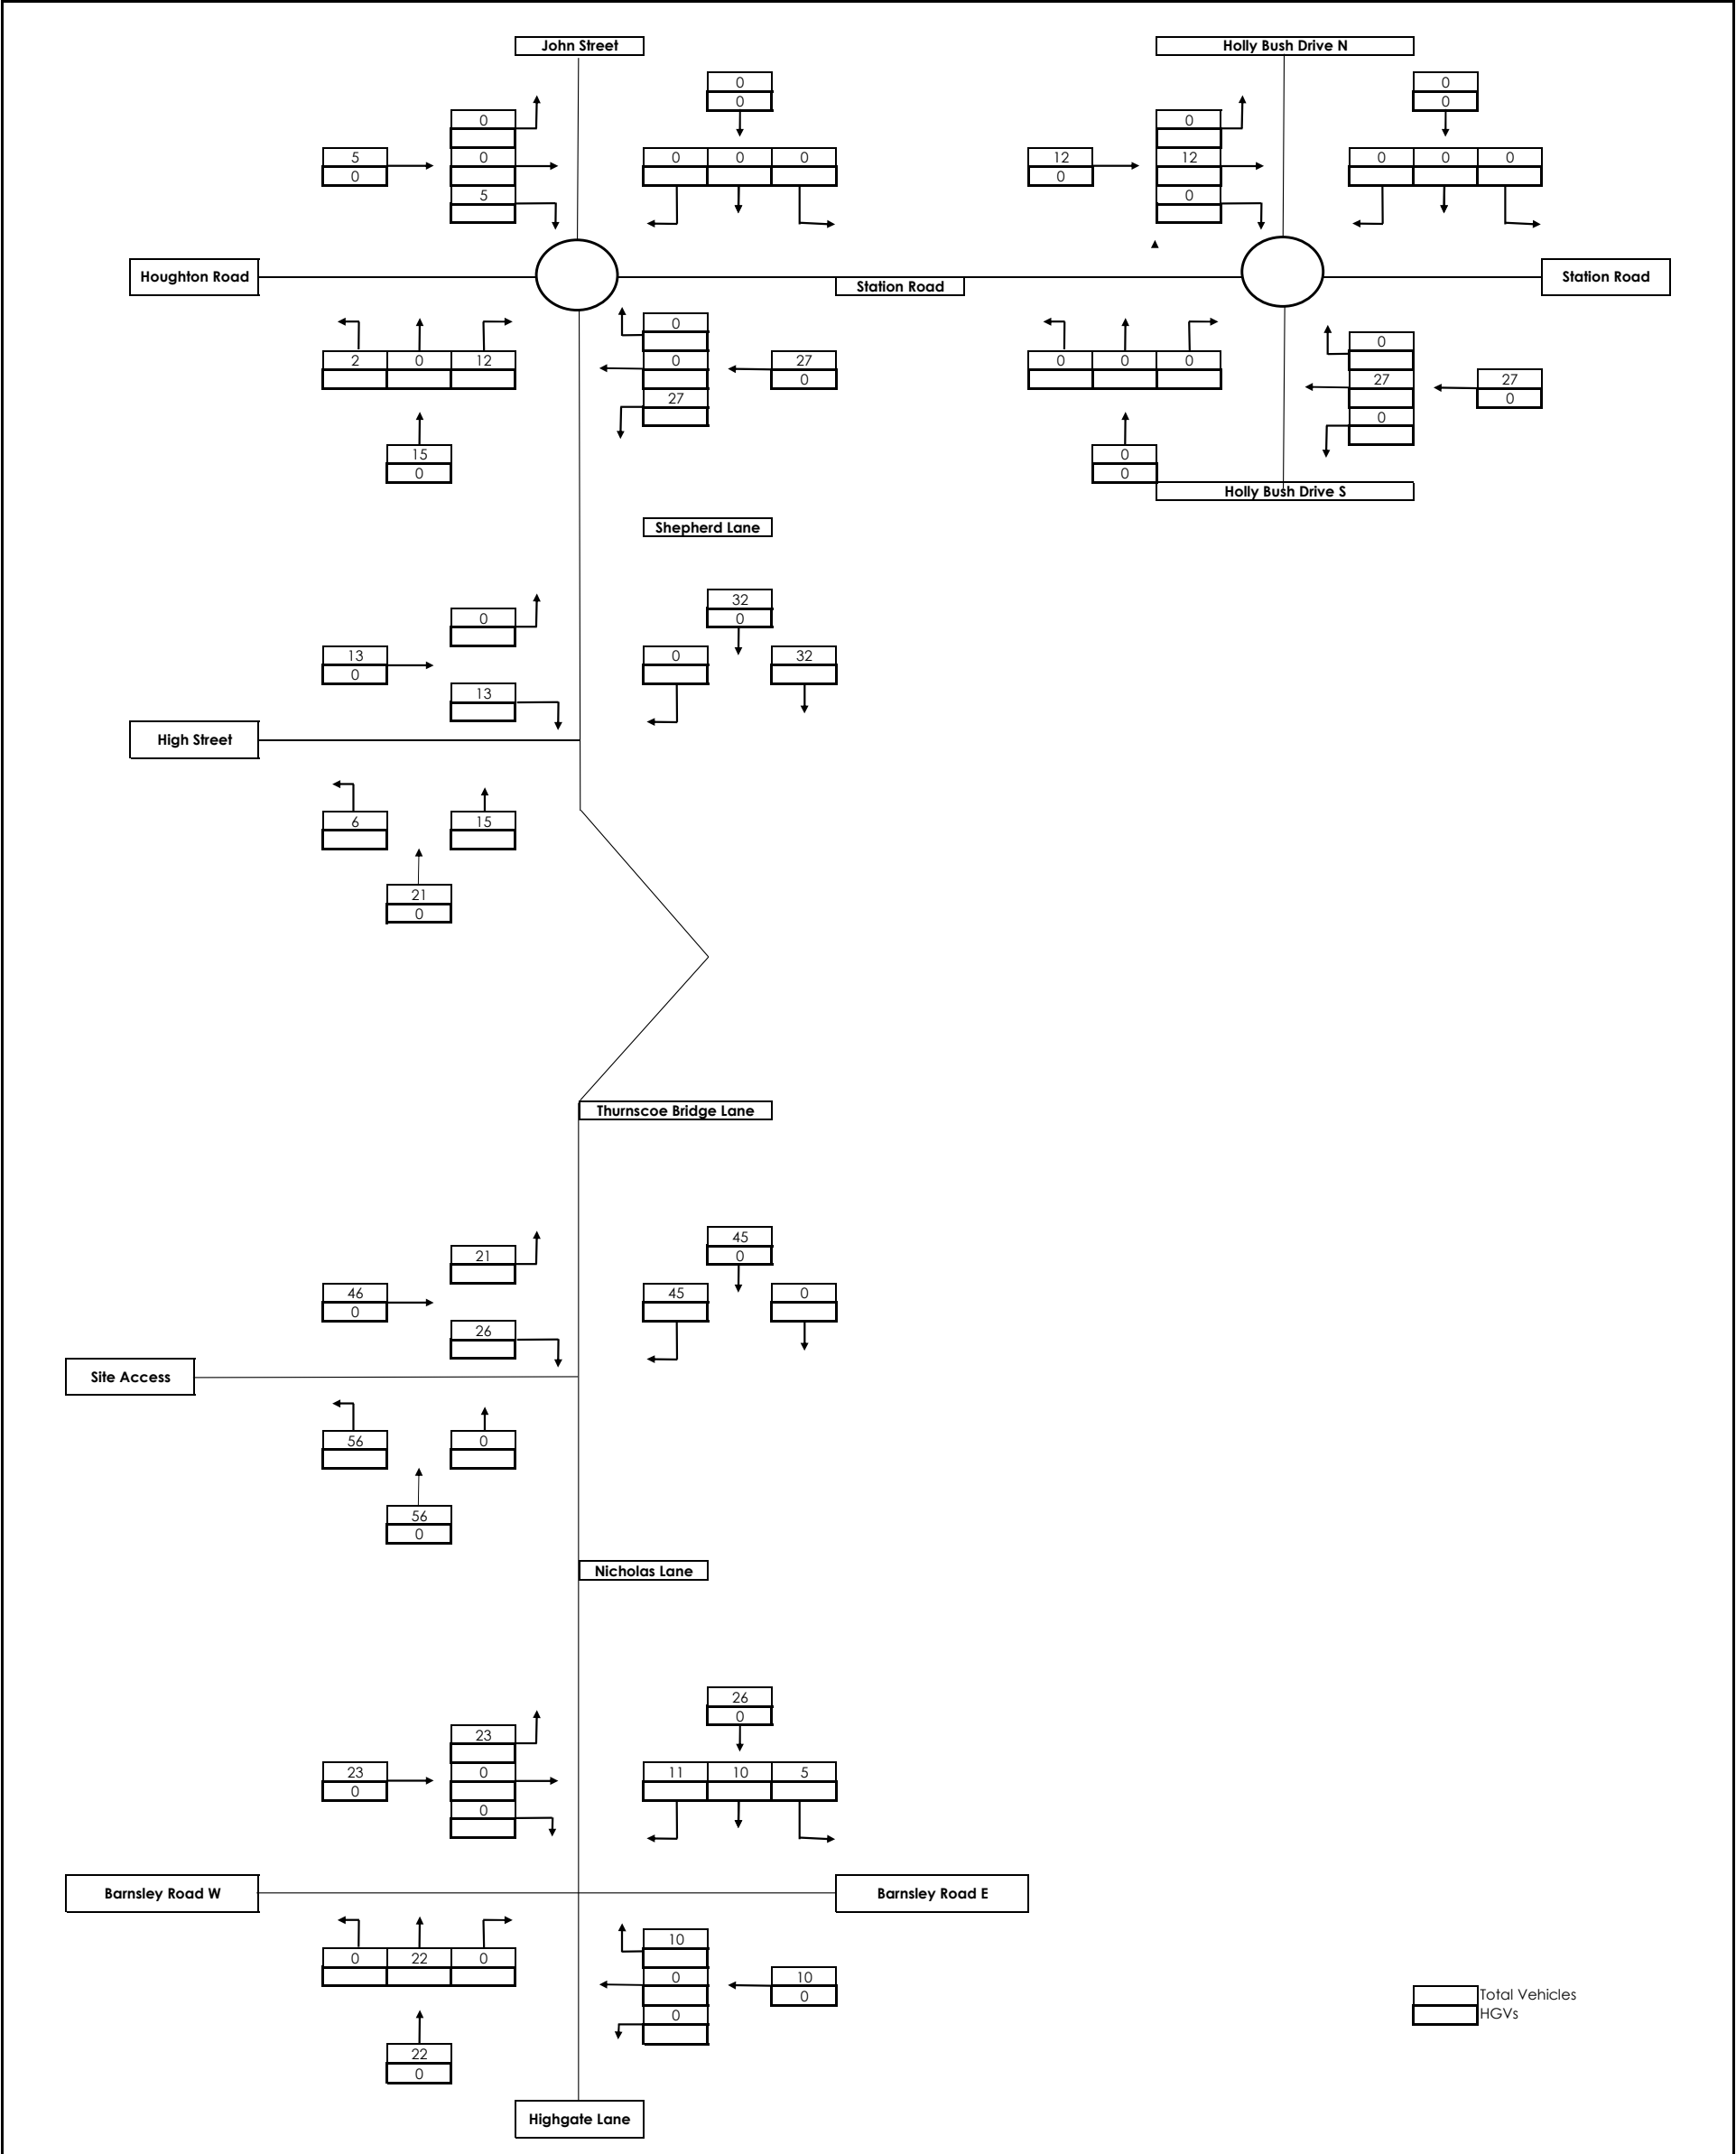 John Street Holly Bush Drive N
0 0
0 0
0 0
5 0 0 0 0 12 12 0 0 0
0 0
5 0
Houghton Road Station Road Station Road
0
2 0 12 0 27 0 0 0 0
0 27 27
27 0 0
15 0
0 0
Holly Bush Drive S
Shepherd Lane
32
0 0
13 0 32
0
13
High Street
6 15
21
0
Thurnscoe Bridge Lane
45
21 0
46 45 0
0
26
Site Access
56 0
56
0
Nicholas Lane
26
0
23
23 0 11 10 5
0
0
Barnsley Road W Barnsley Road E
10
0 22 0
0 10
0
0
Total Vehicles
HGVs
22
0
Highgate Lane